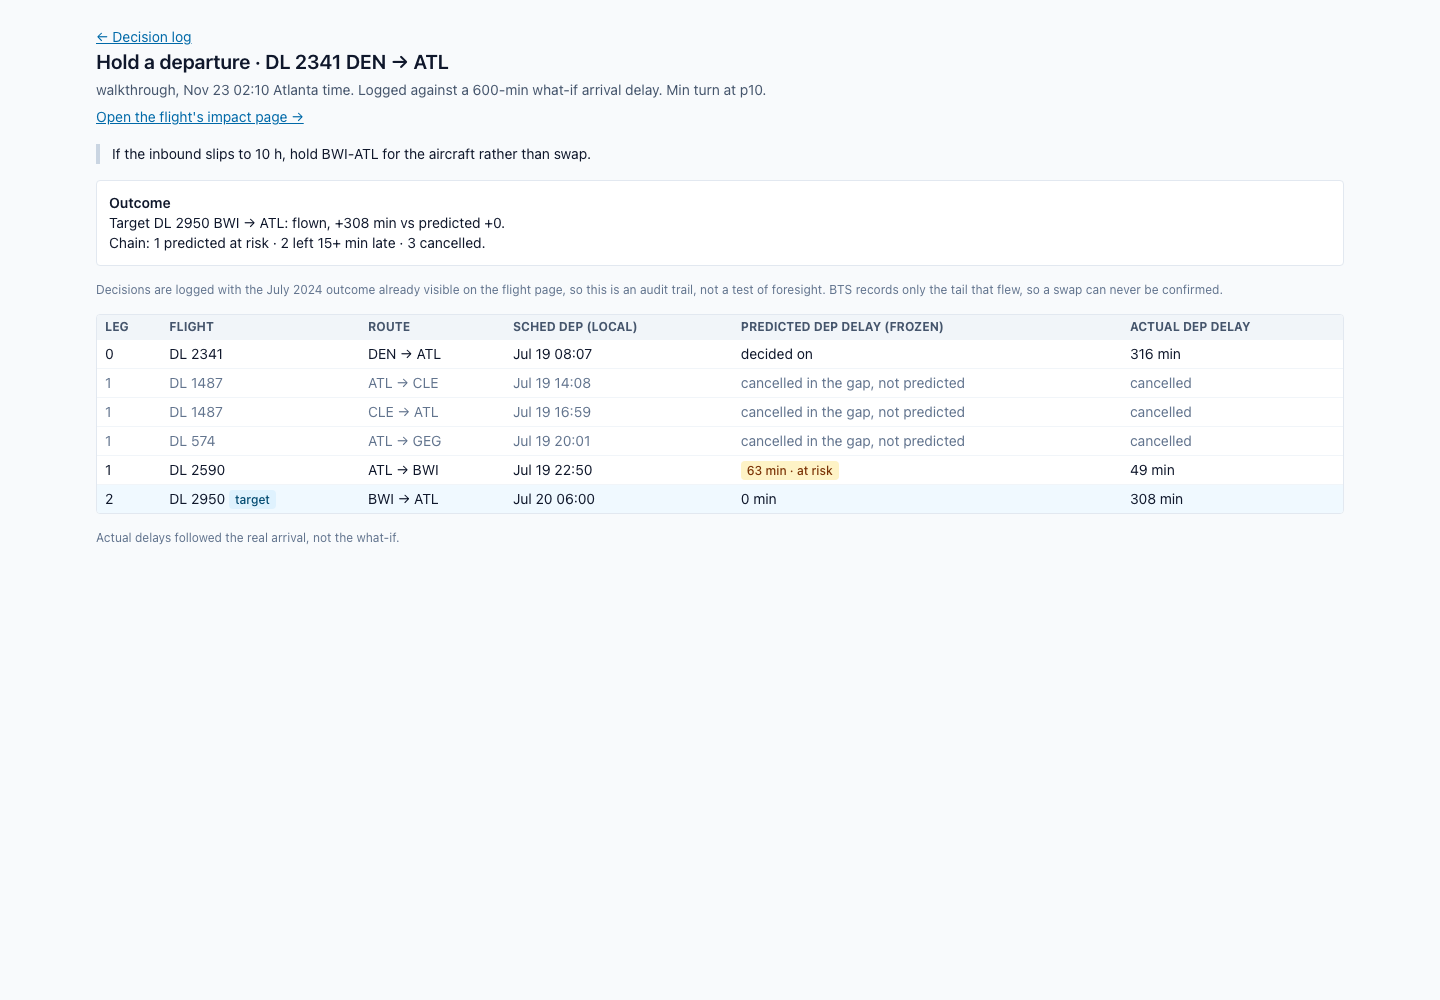 ← Decision log
Hold a departure · DL 2341 DEN → ATL
walkthrough, Nov 23 02:10 Atlanta time. Logged against a 600-min what-if arrival delay. Min turn at p10.
Open the flight's impact page →
If the inbound slips to 10 h, hold BWI-ATL for the aircraft rather than swap.
Outcome
Target DL 2950 BWI → ATL: flown, +308 min vs predicted +0.
Chain: 1 predicted at risk · 2 left 15+ min late · 3 cancelled.
Decisions are logged with the July 2024 outcome already visible on the flight page, so this is an audit trail, not a test of foresight. BTS records only the tail that flew, so a swap can never be confirmed.
LEG FLIGHT ROUTE SCHED DEP (LOCAL) PREDICTED DEP DELAY (FROZEN) ACTUAL DEP DELAY
0 DL 2341 DEN → ATL Jul 19 08:07 decided on 316 min
1 DL 1487 ATL → CLE Jul 19 14:08 cancelled in the gap, not predicted cancelled
1 DL 1487 CLE → ATL Jul 19 16:59 cancelled in the gap, not predicted cancelled
1 DL 574 ATL → GEG Jul 19 20:01 cancelled in the gap, not predicted cancelled
1 DL 2590 ATL → BWI Jul 19 22:50 63 min · at risk 49 min
2 DL 2950 target BWI → ATL Jul 20 06:00 0 min 308 min
Actual delays followed the real arrival, not the what-if.